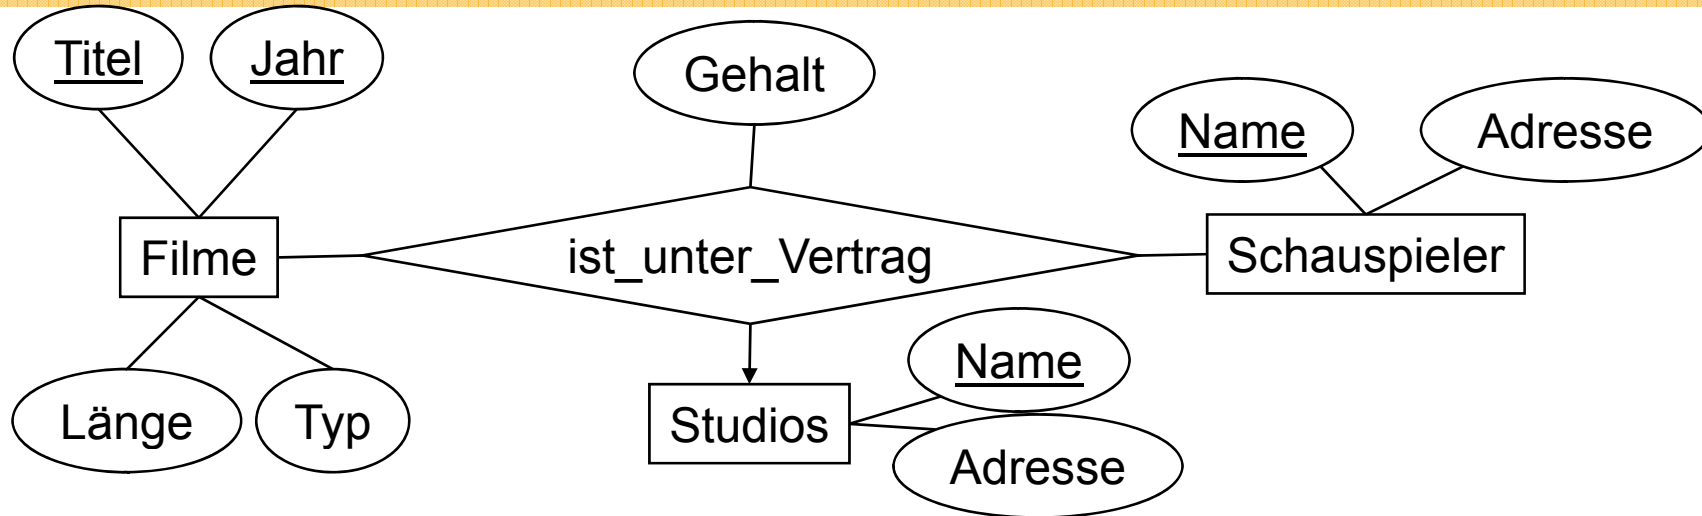 Titel
Jahr
Gehalt
Name
Adresse
Filme
ist_unter_Vertrag
Schauspieler
Länge
Typ
Studios
Name
Adresse